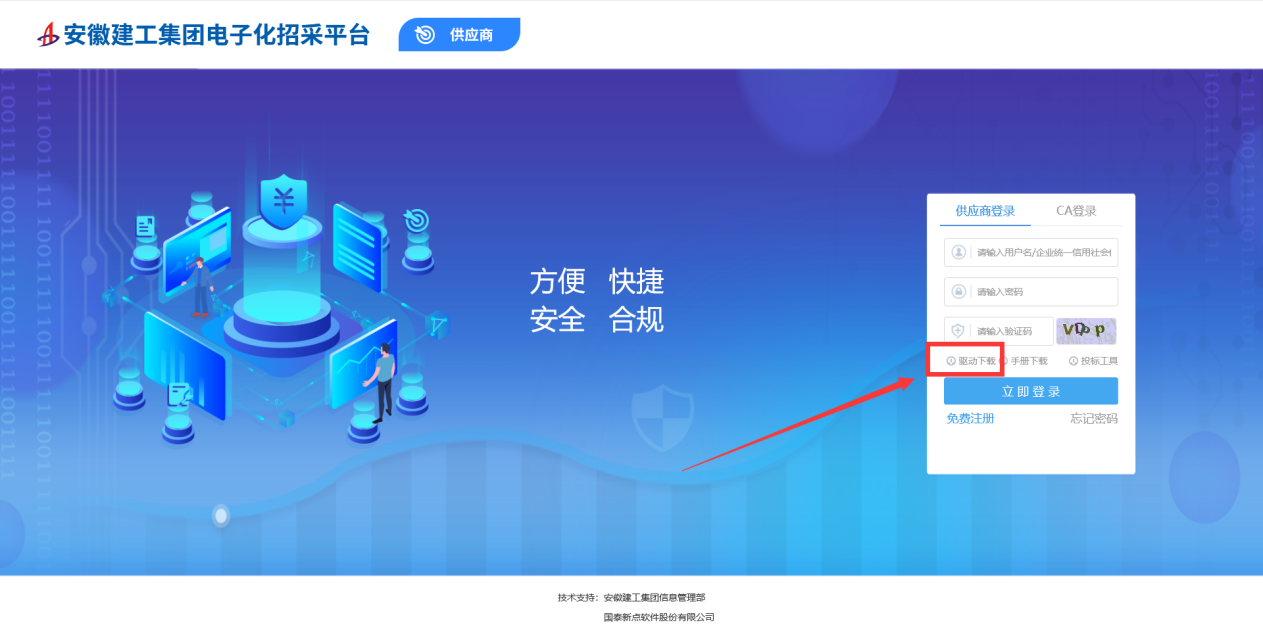 安徽建工集团电子化招采平台 供应商
方便 快捷
安全 合规
供应商登录 CA登录
请输入用户名/企业统一信用社会
请输入密码
请输入验证码
驱动下载 手册下载 投标工具
立即登录
免费注册 忘记密码
技术支持：安徽建工集团信息管理部
国泰新点软件股份有限公司